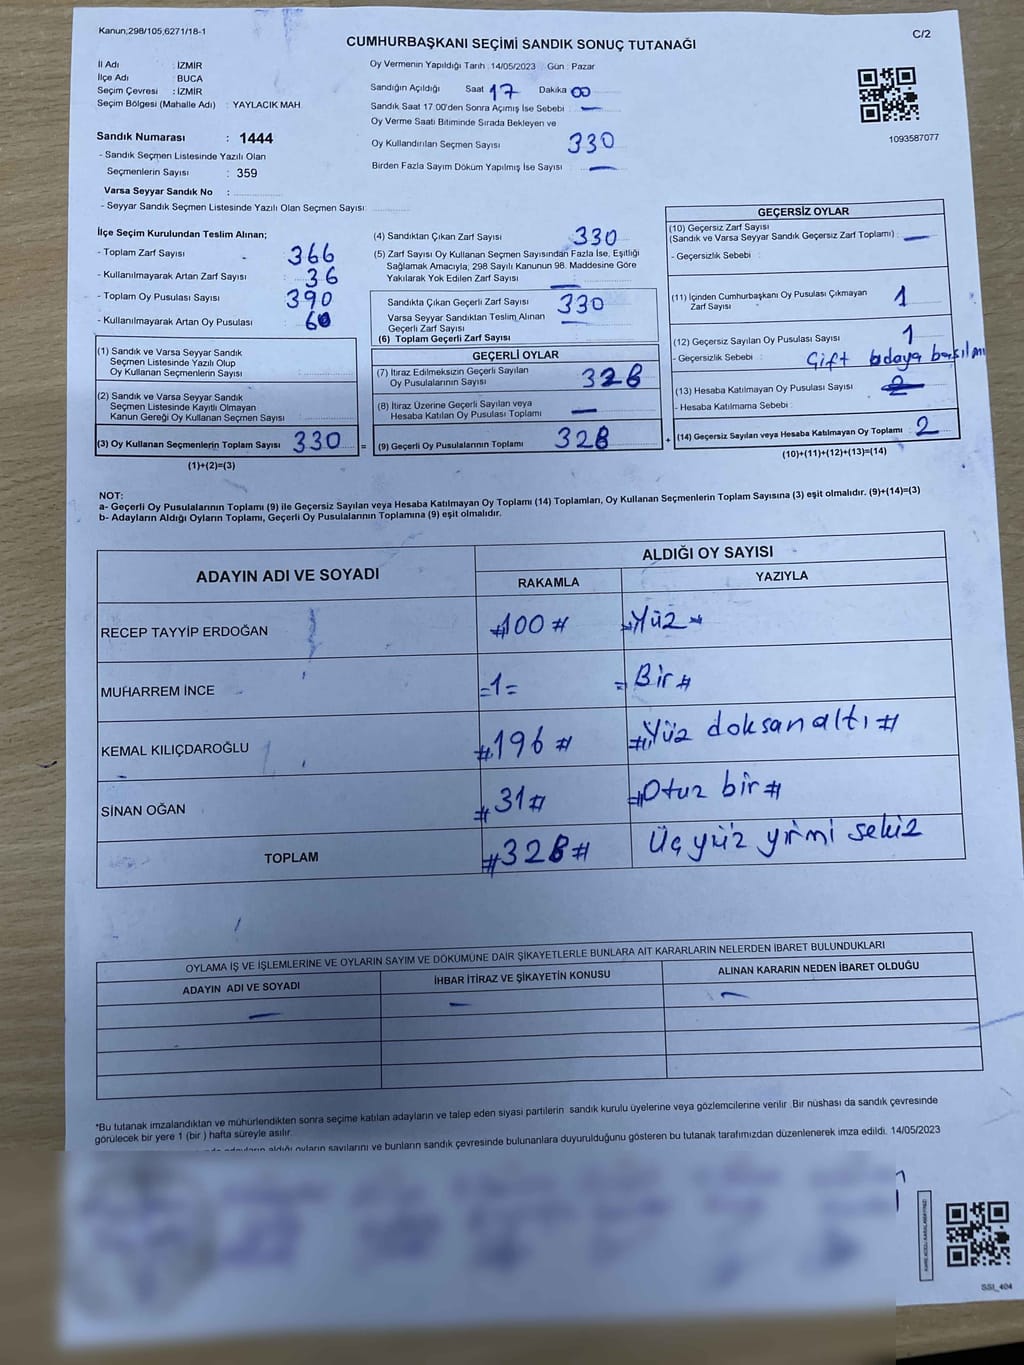 Kanun,298/105,6271/18-1
C/2
CUMHURBAŞKANI SEÇİMİ SANDIK SONUÇ TUTANAĞI
İl Adı : İZMİR
İlçe Adı : BUCA
Seçim Çevresi : İZMİR
Seçim Bölgesi (Mahalle Adı) : YAYLACIK MAH
Sandık Numarası : 1444
- Sandık Seçmen Listesinde Yazılı Olan
Seçmenlerin Sayısı : 359
Varsa Seyyar Sandık No :
- Seyyar Sandık Seçmen Listesinde Yazılı Olan Seçmen Sayısı:
Oy Vermenin Yapıldığı Tarih : 14/05/2023 Gün : Pazar
Sandığın Açıldığı Saat 17 Dakika 00
Sandık Saat 17:00'den Sonra Açımış İse Sebebi : —
Oy Verme Saati Bitiminde Sırada Bekleyen ve
Oy Kullandırılan Seçmen Sayısı 330
Birden Fazla Sayım Döküm Yapılmış İse Sayısı —
1093587077
İlçe Seçim Kurulundan Teslim Alınan;
- Toplam Zarf Sayısı 366
- Kullanılmayarak Artan Zarf Sayısı : 36
- Toplam Oy Pusulası Sayısı 390
- Kullanılmayarak Artan Oy Pusulası : 60
(1) Sandık ve Varsa Seyyar Sandık
Seçmen Listesinde Yazılı Olup
Oy Kullanan Seçmenlerin Sayısı
(2) Sandık ve Varsa Seyyar Sandık
Seçmen Listesinde Kayıtlı Olmayan
Kanun Gereği Oy Kullanan Seçmen Sayısı
(3) Oy Kullanan Seçmenlerin Toplam Sayısı 330 =
(1)+(2)=(3)
(4) Sandıktan Çıkan Zarf Sayısı 330
(5) Zarf Sayısı Oy Kullanan Seçmen Sayısından Fazla İse, Eşitliği
Sağlamak Amacıyla; 298 Sayılı Kanunun 98. Maddesine Göre
Yakılarak Yok Edilen Zarf Sayısı —
Sandıkta Çıkan Geçerli Zarf Sayısı 330
Varsa Seyyar Sandıktan Teslim Alınan
Geçerli Zarf Sayısı —
(6) Toplam Geçerli Zarf Sayısı
GEÇERLİ OYLAR
(7) İtiraz Edilmeksizin Geçerli Sayılan
Oy Pusulalarının Sayısı 328
(8) İtiraz Üzerine Geçerli Sayılan veya
Hesaba Katılan Oy Pusulası Toplamı —
(9) Geçerli Oy Pusulalarının Toplamı 328 +
GEÇERSİZ OYLAR
(10) Geçersiz Zarf Sayısı
(Sandık ve Varsa Seyyar Sandık Geçersiz Zarf Toplamı) : —
- Geçersizlik Sebebi :
(11) İçinden Cumhurbaşkanı Oy Pusulası Çıkmayan
Zarf Sayısı 1
(12) Geçersiz Sayılan Oy Pusulası Sayısı : 1
- Geçersizlik Sebebi : Çift adaya basılmı
(13) Hesaba Katılmayan Oy Pusulası Sayısı : 2
- Hesaba Katılmama Sebebi :
(14) Geçersiz Sayılan veya Hesaba Katılmayan Oy Toplamı : 2
(10)+(11)+(12)+(13)=(14)
NOT:
a- Geçerli Oy Pusulalarının Toplamı (9) ile Geçersiz Sayılan veya Hesaba Katılmayan Oy Toplamı (14) Toplamları, Oy Kullanan Seçmenlerin Toplam Sayısına (3) eşit olmalıdır. (9)+(14)=(3)
b- Adayların Aldığı Oyların Toplamı, Geçerli Oy Pusulalarının Toplamına (9) eşit olmalıdır.
ADAYIN ADI VE SOYADI ALDIĞI OY SAYISI
RAKAMLA YAZIYLA
RECEP TAYYİP ERDOĞAN #100# #Yüz#
MUHARREM İNCE =1= =Bir#
KEMAL KILIÇDAROĞLU #196# #Yüz doksan altı#
SİNAN OĞAN #31# #Otuz bir#
TOPLAM #328# Üç yüz yirmi sekiz
OYLAMA İŞ VE İŞLEMLERİNE VE OYLARIN SAYIM VE DÖKÜMÜNE DAİR ŞİKAYETLERLE BUNLARA AİT KARARLARIN NELERDEN İBARET BULUNDUKLARI
ADAYIN ADI VE SOYADI İHBAR İTİRAZ VE ŞİKAYETİN KONUSU ALINAN KARARIN NEDEN İBARET OLDUĞU
— — —
*Bu tutanak imzalandıktan ve mühürlendikten sonra seçime katılan adayların ve talep eden siyasi partilerin sandık kurulu üyelerine veya gözlemcilerine verilir .Bir nüshası da sandık çevresinde
görülecek bir yere 1 (bir ) hafta süreyle asılır.
adayların aldığı oyların sayılarını ve bunların sandık çevresinde bulunanlara duyurulduğunu gösteren bu tutanak tarafımızdan düzenlenerek imza edildi. 14/05/2023
SSI_404